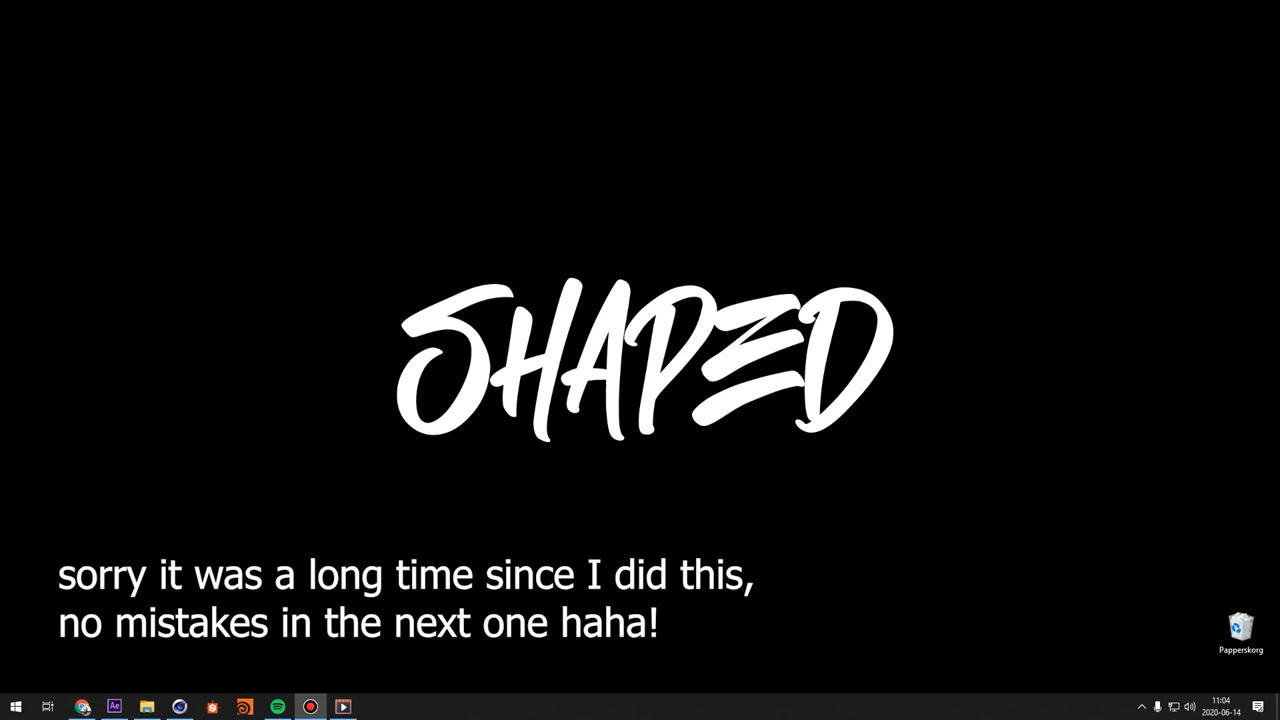 SHAPED
sorry it was a long time since I did this,
no mistakes in the next one haha!
Papperskorg
Ae
11:04
2020-06-14